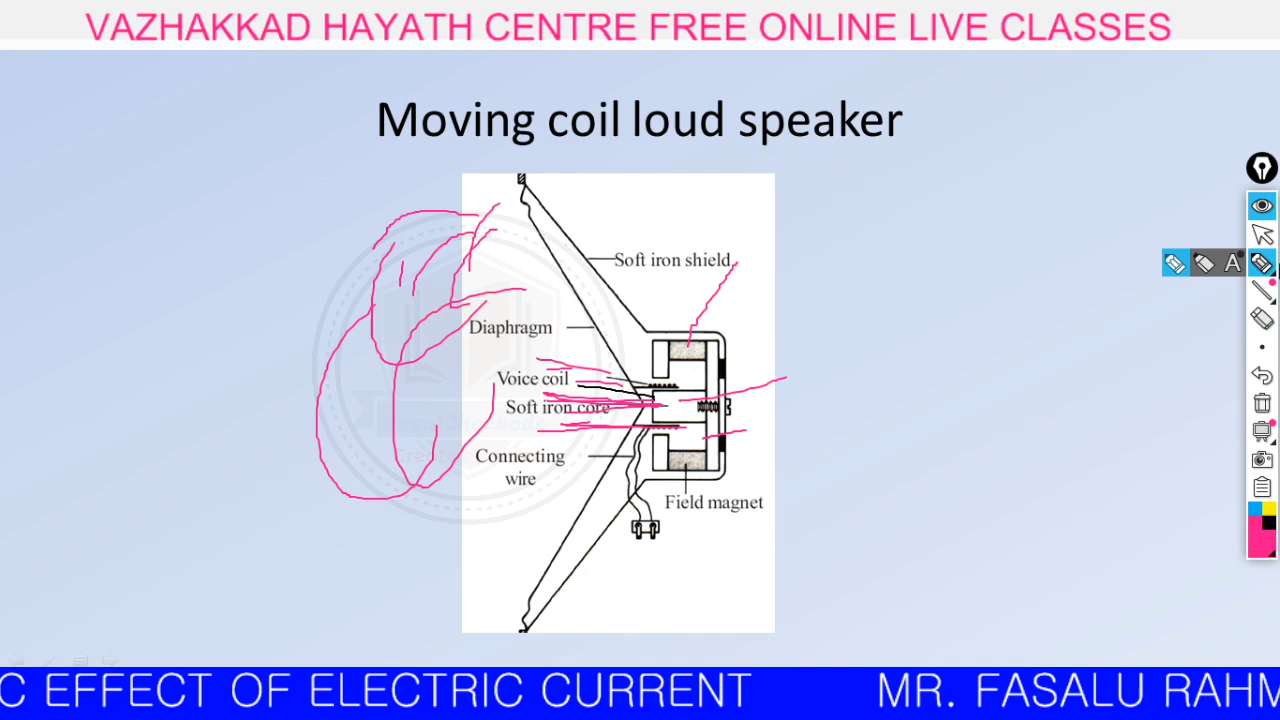 VAZHAKKAD HAYATH CENTRE FREE ONLINE LIVE CLASSES
Moving coil loud speaker
Soft iron shield
Diaphragm
Voice coil
Soft iron core
Connecting
wire
Field magnet
A
C EFFECT OF ELECTRIC CURRENT MR. FASALU RAHM